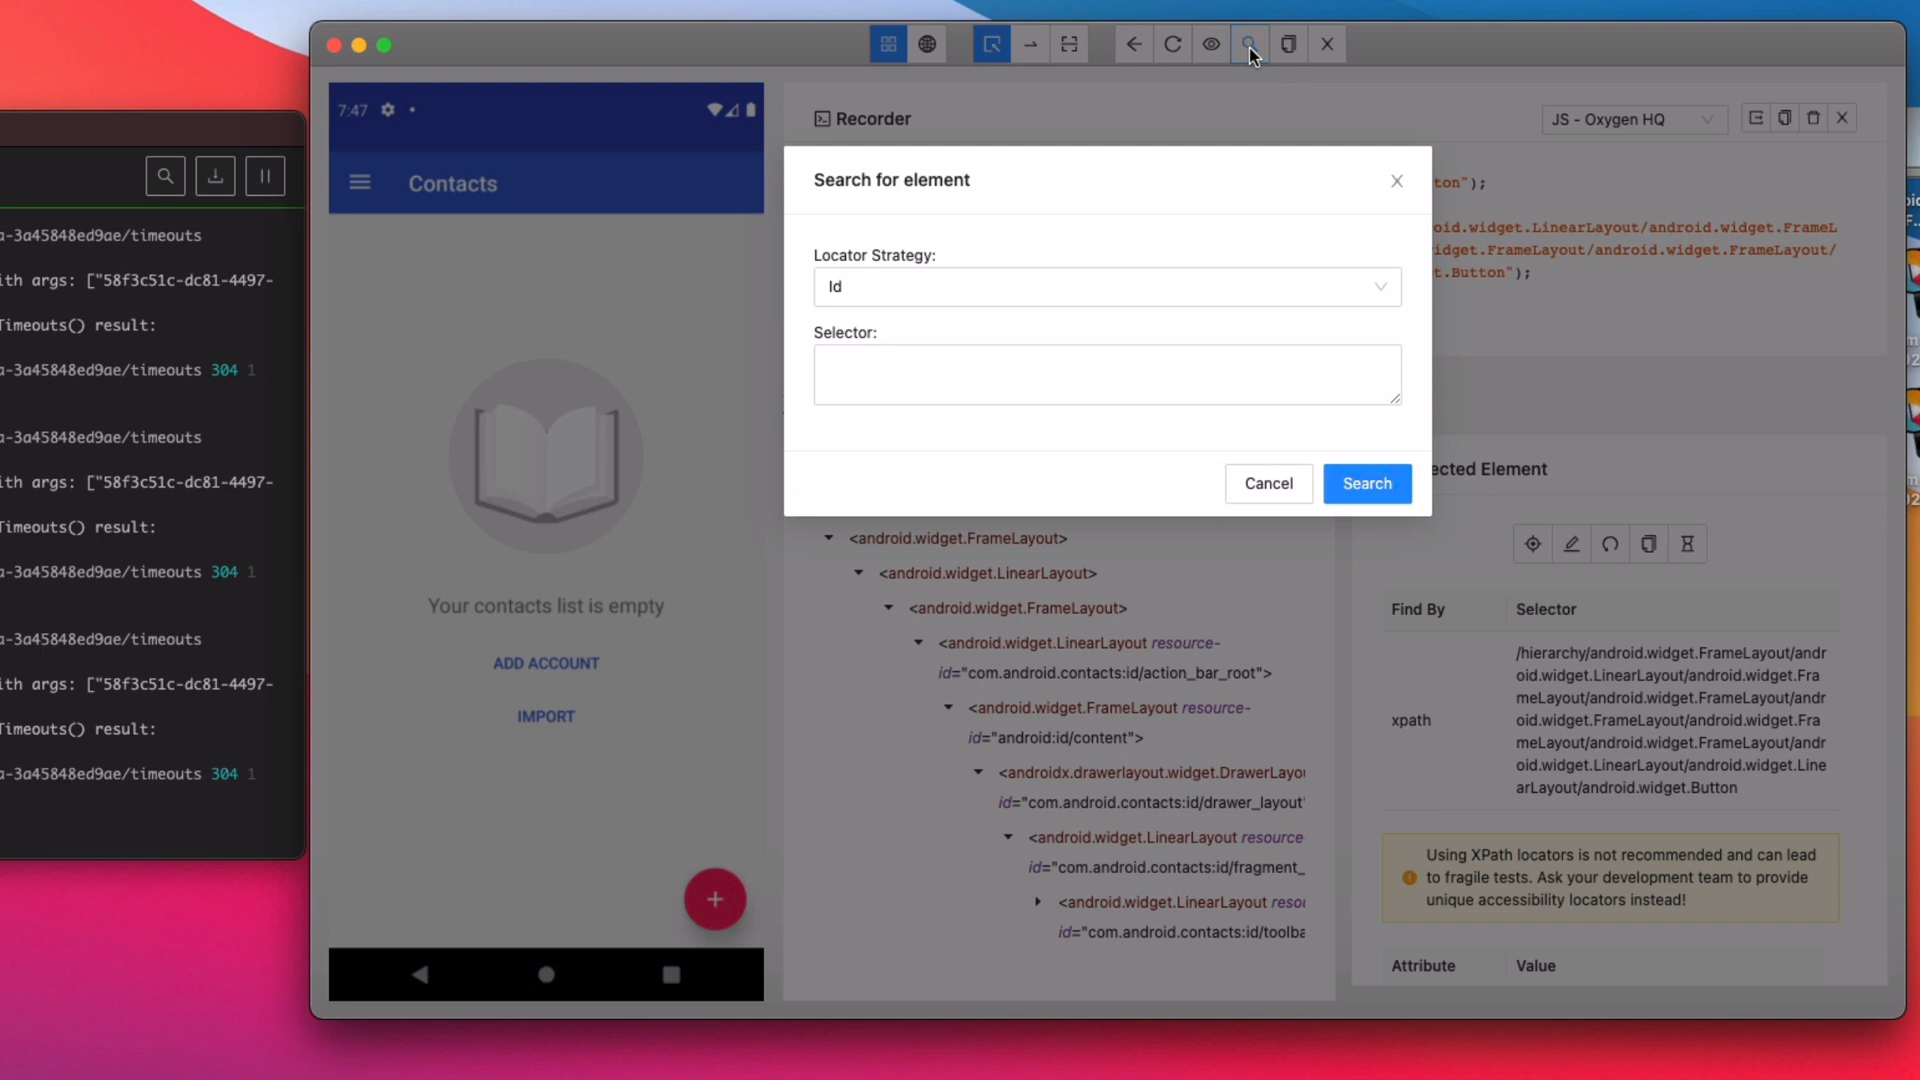 a-3a45848ed9ae/timeouts
ith args: ["58f3c51c-dc81-4497-
Timeouts() result:
a-3a45848ed9ae/timeouts 304 1
a-3a45848ed9ae/timeouts
ith args: ["58f3c51c-dc81-4497-
Timeouts() result:
a-3a45848ed9ae/timeouts 304 1
a-3a45848ed9ae/timeouts
ith args: ["58f3c51c-dc81-4497-
Timeouts() result:
a-3a45848ed9ae/timeouts 304 1
7:47
Contacts
Your contacts list is empty
ADD ACCOUNT
IMPORT
Recorder
JS - Oxygen HQ
ton");
oid.widget.LinearLayout/android.widget.FrameL
idget.FrameLayout/android.widget.FrameLayout/
t.Button");
Search for element
Locator Strategy:
Id
Selector:
Cancel
Search
<android.widget.FrameLayout>
<android.widget.LinearLayout>
<android.widget.FrameLayout>
<android.widget.LinearLayout resource-
id="com.android.contacts:id/action_bar_root">
<android.widget.FrameLayout resource-
id="android:id/content">
<androidx.drawerlayout.widget.DrawerLayou
id="com.android.contacts:id/drawer_layout"
<android.widget.LinearLayout resource
id="com.android.contacts:id/fragment_
<android.widget.LinearLayout resou
id="com.android.contacts:id/toolba
ected Element
Find By
Selector
xpath
/hierarchy/android.widget.FrameLayout/andr
oid.widget.LinearLayout/android.widget.Fra
meLayout/android.widget.FrameLayout/andr
oid.widget.FrameLayout/android.widget.Fra
meLayout/android.widget.FrameLayout/andr
oid.widget.LinearLayout/android.widget.Line
arLayout/android.widget.Button
Using XPath locators is not recommended and can lead
to fragile tests. Ask your development team to provide
unique accessibility locators instead!
Attribute
Value